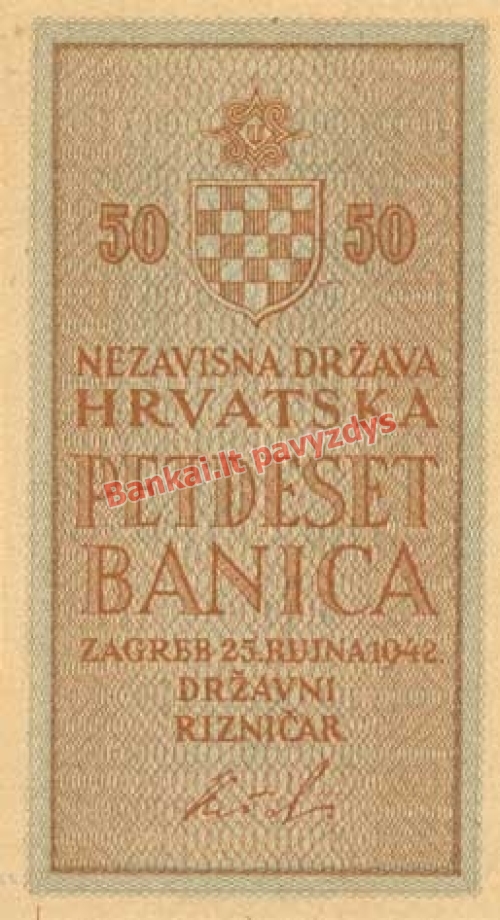 50 50
NEZAVISNA DRŽAVA
HRVATSKA
Bankai.lt pavyzdys
PETDESET
BANICA
ZAGREB 25. RUJNA 1942.
DRŽAVNI
RIZNIČAR